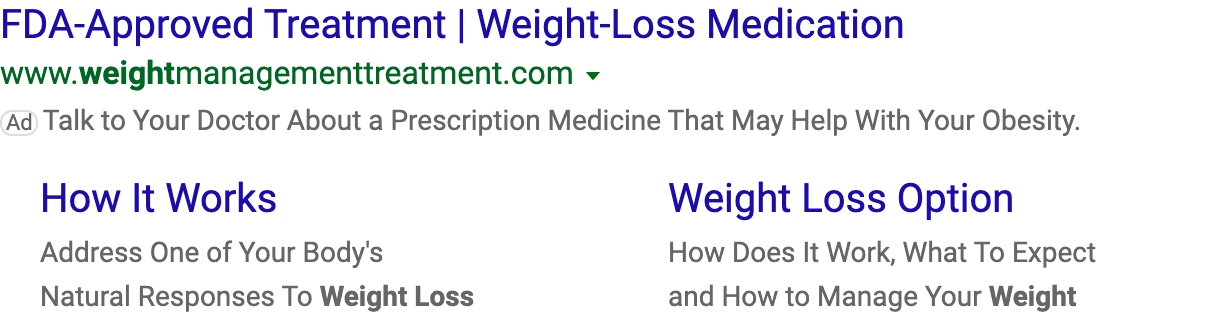 FDA-Approved Treatment | Weight-Loss Medication
www.weightmanagementtreatment.com
Ad Talk to Your Doctor About a Prescription Medicine That May Help With Your Obesity.
How It Works
Address One of Your Body's
Natural Responses To Weight Loss
Weight Loss Option
How Does It Work, What To Expect
and How to Manage Your Weight